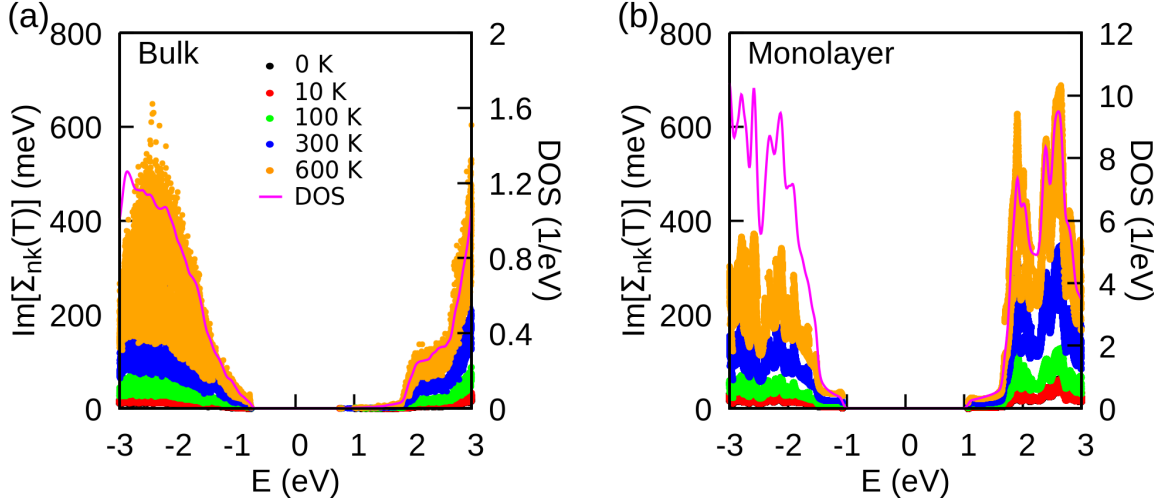 (a)
Bulk
0 K
10 K
100 K
300 K
600 K
DOS
800
600
400
200
0
Im[Σnk(T)] (meV)
2
1.6
1.2
0.8
0.4
0
DOS (1/eV)
-3 -2 -1 0 1 2 3
E (eV)
(b)
Monolayer
800
600
400
200
0
Im[Σnk(T)] (meV)
12
10
8
6
4
2
0
DOS (1/eV)
-3 -2 -1 0 1 2 3
E (eV)